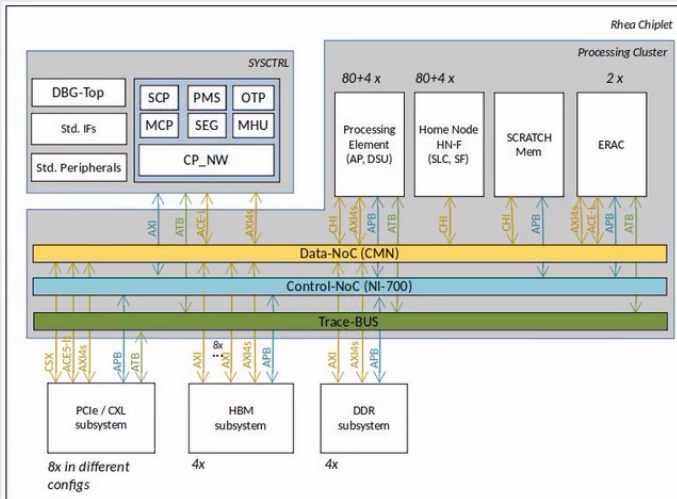 Rhea Chiplet
SYSCTRL
Processing Cluster
DBG-Top
Std. IFs
Std. Peripherals
SCP
PMS
OTP
MCP
SEG
MHU
CP_NW
80+4 x
80+4 x
2 x
Processing
Element
(AP, DSU)
Home Node
HN-F
(SLC, SF)
SCRATCH
Mem
ERAC
AXI
ATB
ACE-L
AXI4s
CHI
AXI4s
APB
ATB
CHI
CHI
APB
AXI4s
ACE-L
APB
ATB
Data-NoC (CMN)
Control-NoC (NI-700)
Trace-BUS
CSX
ACE5-lt
AXI4s
APB
ATB
AXI
8x
...
AXI
AXI4s
APB
AXI
AXI4s
APB
PCIe / CXL
subsystem
HBM
subsystem
DDR
subsystem
8x in different
configs
4x
4x